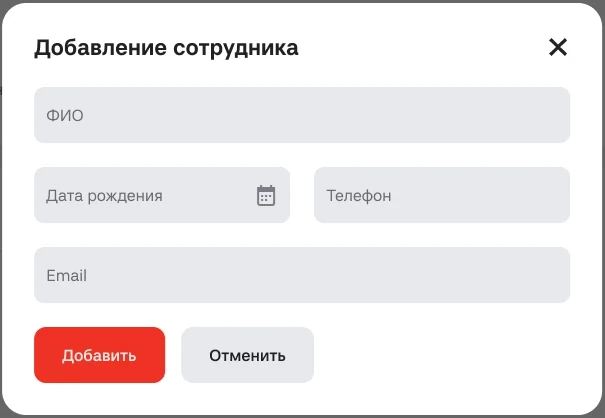 Добавление сотрудника
ФИО
Дата рождения
Телефон
Email
Добавить
Отменить